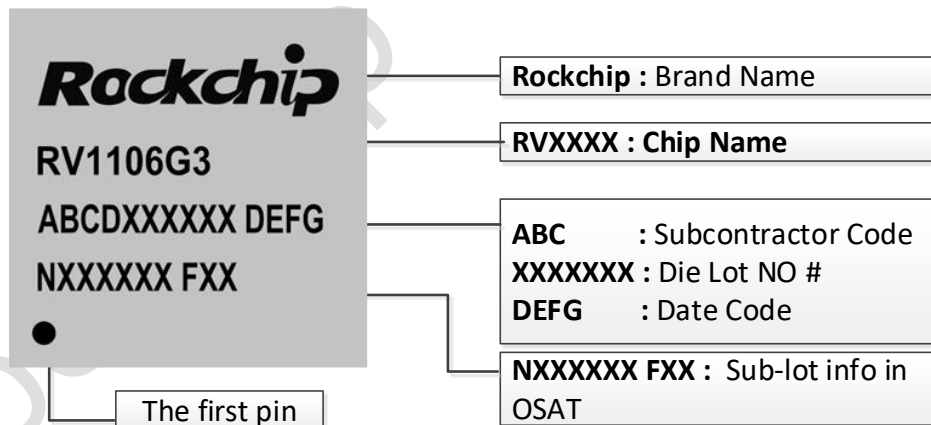 Rockchip
RV1106G3
ABCDXXXXXX DEFG
NXXXXXX FXX
The first pin
Rockchip : Brand Name
RVXXXX : Chip Name
ABC : Subcontractor Code
XXXXXXX : Die Lot NO #
DEFG : Date Code
NXXXXXX FXX : Sub-lot info in
OSAT